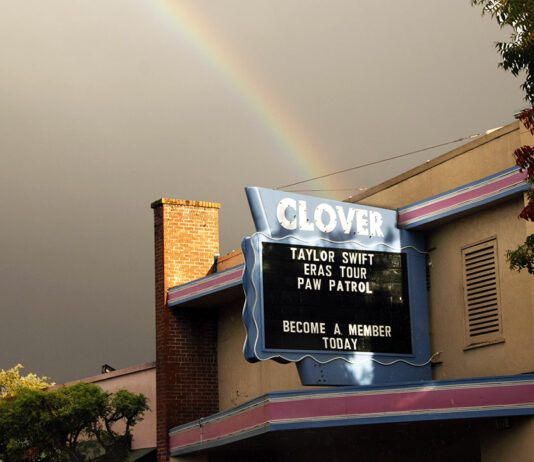 CLOVER
TAYLOR SWIFT
ERAS TOUR
PAW PATROL
BECOME A MEMBER
TODAY